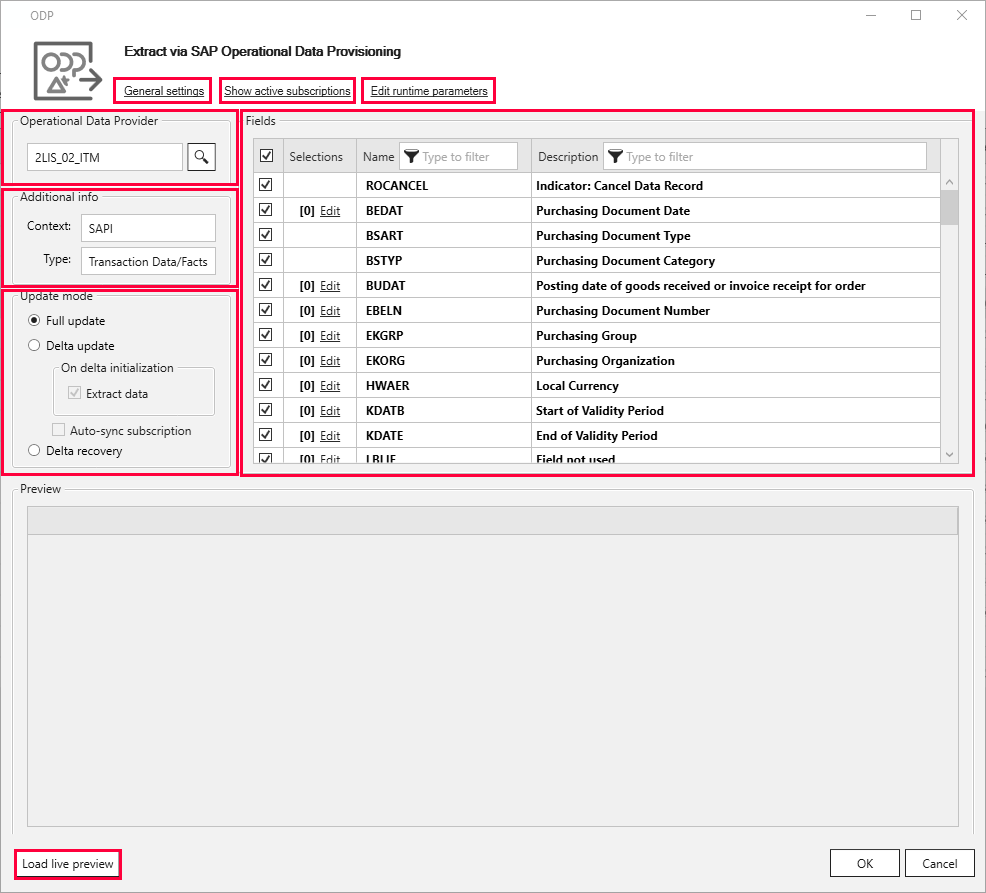 ODP
Extract via SAP Operational Data Provisioning
General settings Show active subscriptions Edit runtime parameters
Operational Data Provider
2LIS_02_ITM
Additional info
Context: SAPI
Type: Transaction Data/Facts
Update mode
Full update
Delta update
On delta initialization
Extract data
Auto-sync subscription
Delta recovery
Fields
Selections Name Type to filter Description Type to filter
ROCANCEL Indicator: Cancel Data Record
[0] Edit BEDAT Purchasing Document Date
BSART Purchasing Document Type
BSTYP Purchasing Document Category
[0] Edit BUDAT Posting date of goods received or invoice receipt for order
[0] Edit EBELN Purchasing Document Number
[0] Edit EKGRP Purchasing Group
[0] Edit EKORG Purchasing Organization
[0] Edit HWAER Local Currency
[0] Edit KDATB Start of Validity Period
[0] Edit KDATE End of Validity Period
[0] Edit LBLIF Field not used
Preview
Load live preview OK Cancel